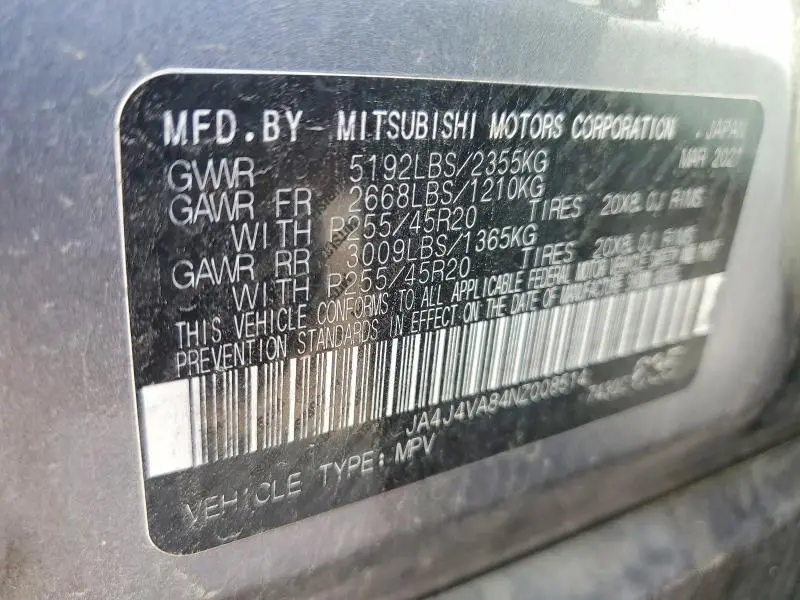 MFD.BY MITSUBISHI MOTORS CORPORATION , JAPAN
MAR 2021
GVWR 5192LBS/2355KG
GAWR FR 2668LBS/1210KG
WITH P255/45R20 TIRES 20X8.0J RIMS
GAWR RR 3009LBS/1365KG
WITH P255/45R20 TIRES 20X8.0J RIMS
THIS VEHICLE CONFORMS TO ALL APPLICABLE FEDERAL MOTOR VEHICLE SAFETY AND THEFT
PREVENTION STANDARDS IN EFFECT ON THE DATE OF MANUFACTURE SHOWN ABOVE.
JA4J4VA84NZ008514
VEHICLE TYPE: MPV